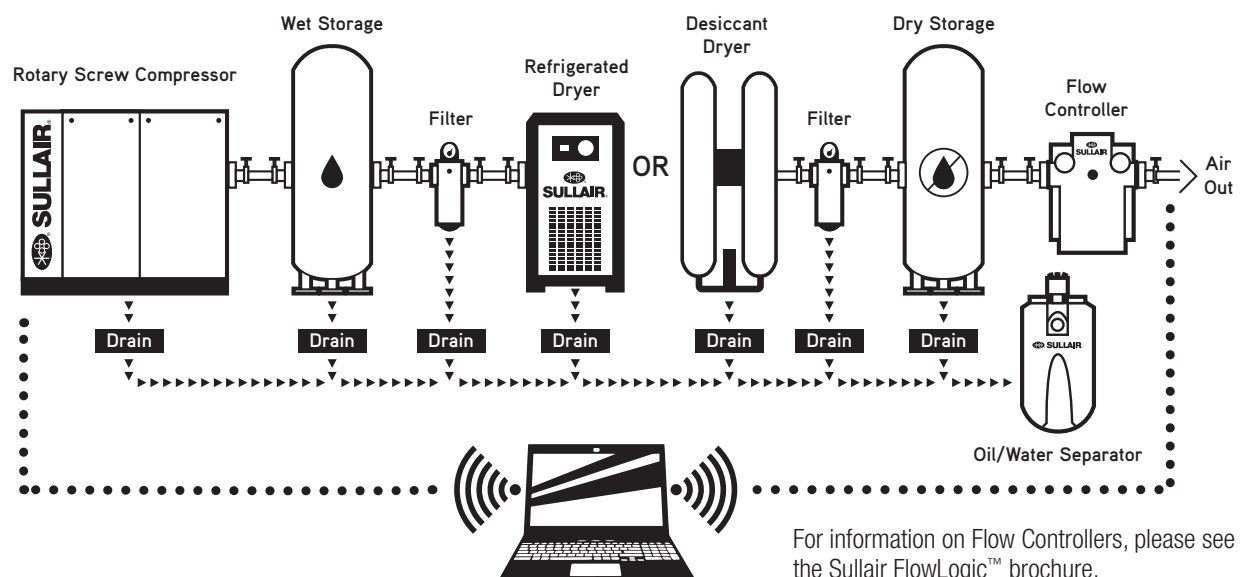 Wet Storage
Desiccant
Dryer
Dry Storage
Rotary Screw Compressor
Refrigerated
Dryer
Flow
Controller
Filter
Filter
SULLAIR
SULLAIR
OR
SULLAIR
Air
Out
Drain
Drain
Drain
Drain
Drain
Drain
Drain
SULLAIR
Oil/Water Separator
For information on Flow Controllers, please see
the Sullair FlowLogic™ brochure.